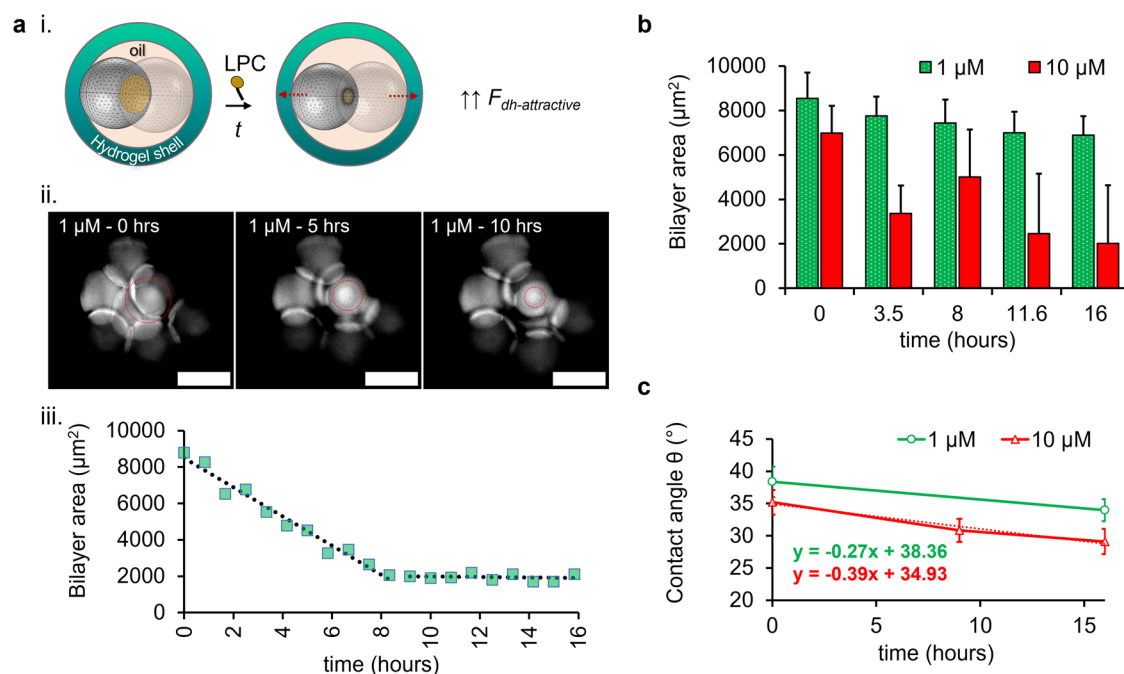 a i.
oil
LPC
t
Hydrogel shell
↑↑ F dh-attractive
ii.
1 µM - 0 hrs
1 µM - 5 hrs
1 µM - 10 hrs
iii.
Bilayer area (µm²)
10000
8000
6000
4000
2000
0
0 2 4 6 8 10 12 14 16
time (hours)
b
1 µM 10 µM
Bilayer area (µm²)
10000
8000
6000
4000
2000
0
0 3.5 8 11.6 16
time (hours)
c
1 µM 10 µM
Contact angle θ (°)
45
40
35
30
25
20
y = -0.27x + 38.36
y = -0.39x + 34.93
0 5 10 15
time (hours)